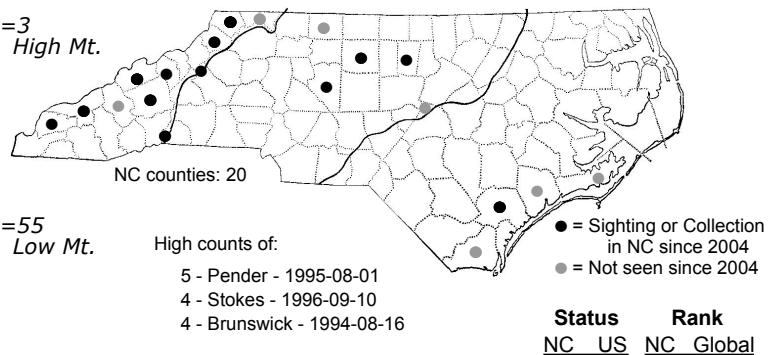 =3
High Mt.
NC counties: 20
=55
Low Mt.
High counts of:
5 - Pender - 1995-08-01
4 - Stokes - 1996-09-10
4 - Brunswick - 1994-08-16
= Sighting or Collection
in NC since 2004
= Not seen since 2004
Status Rank
NC US NC Global